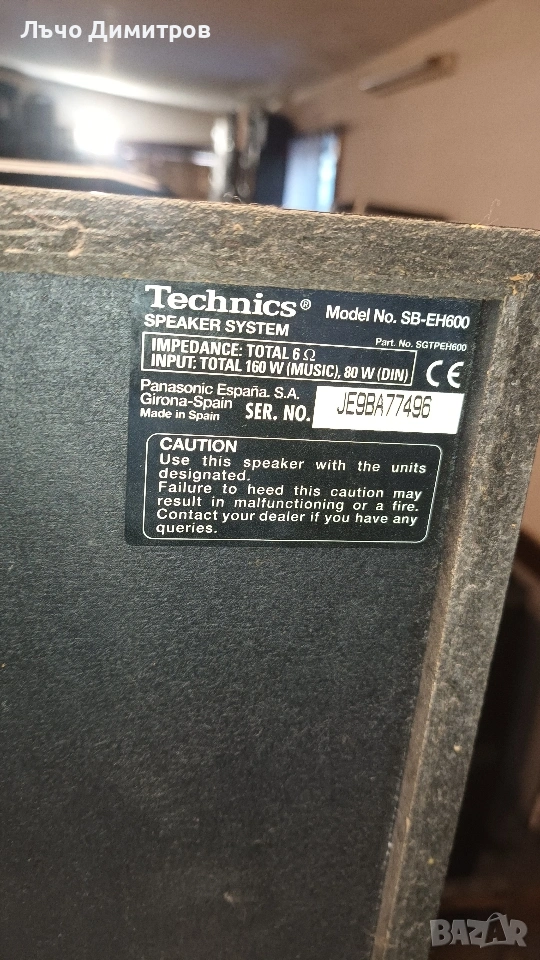 Лъчо Димитров
Technics® Model No. SB-EH600
SPEAKER SYSTEM Part. No. SGTPEH600
IMPEDANCE: TOTAL 6 Ω
INPUT: TOTAL 160 W (MUSIC), 80 W (DIN)
CE
Panasonic España. S.A.
Girona-Spain
Made in Spain SER. NO. JE9BA77496
CAUTION
Use this speaker with the units
designated.
Failure to heed this caution may
result in malfunctioning or a fire.
Contact your dealer if you have any
queries.
BAZAR